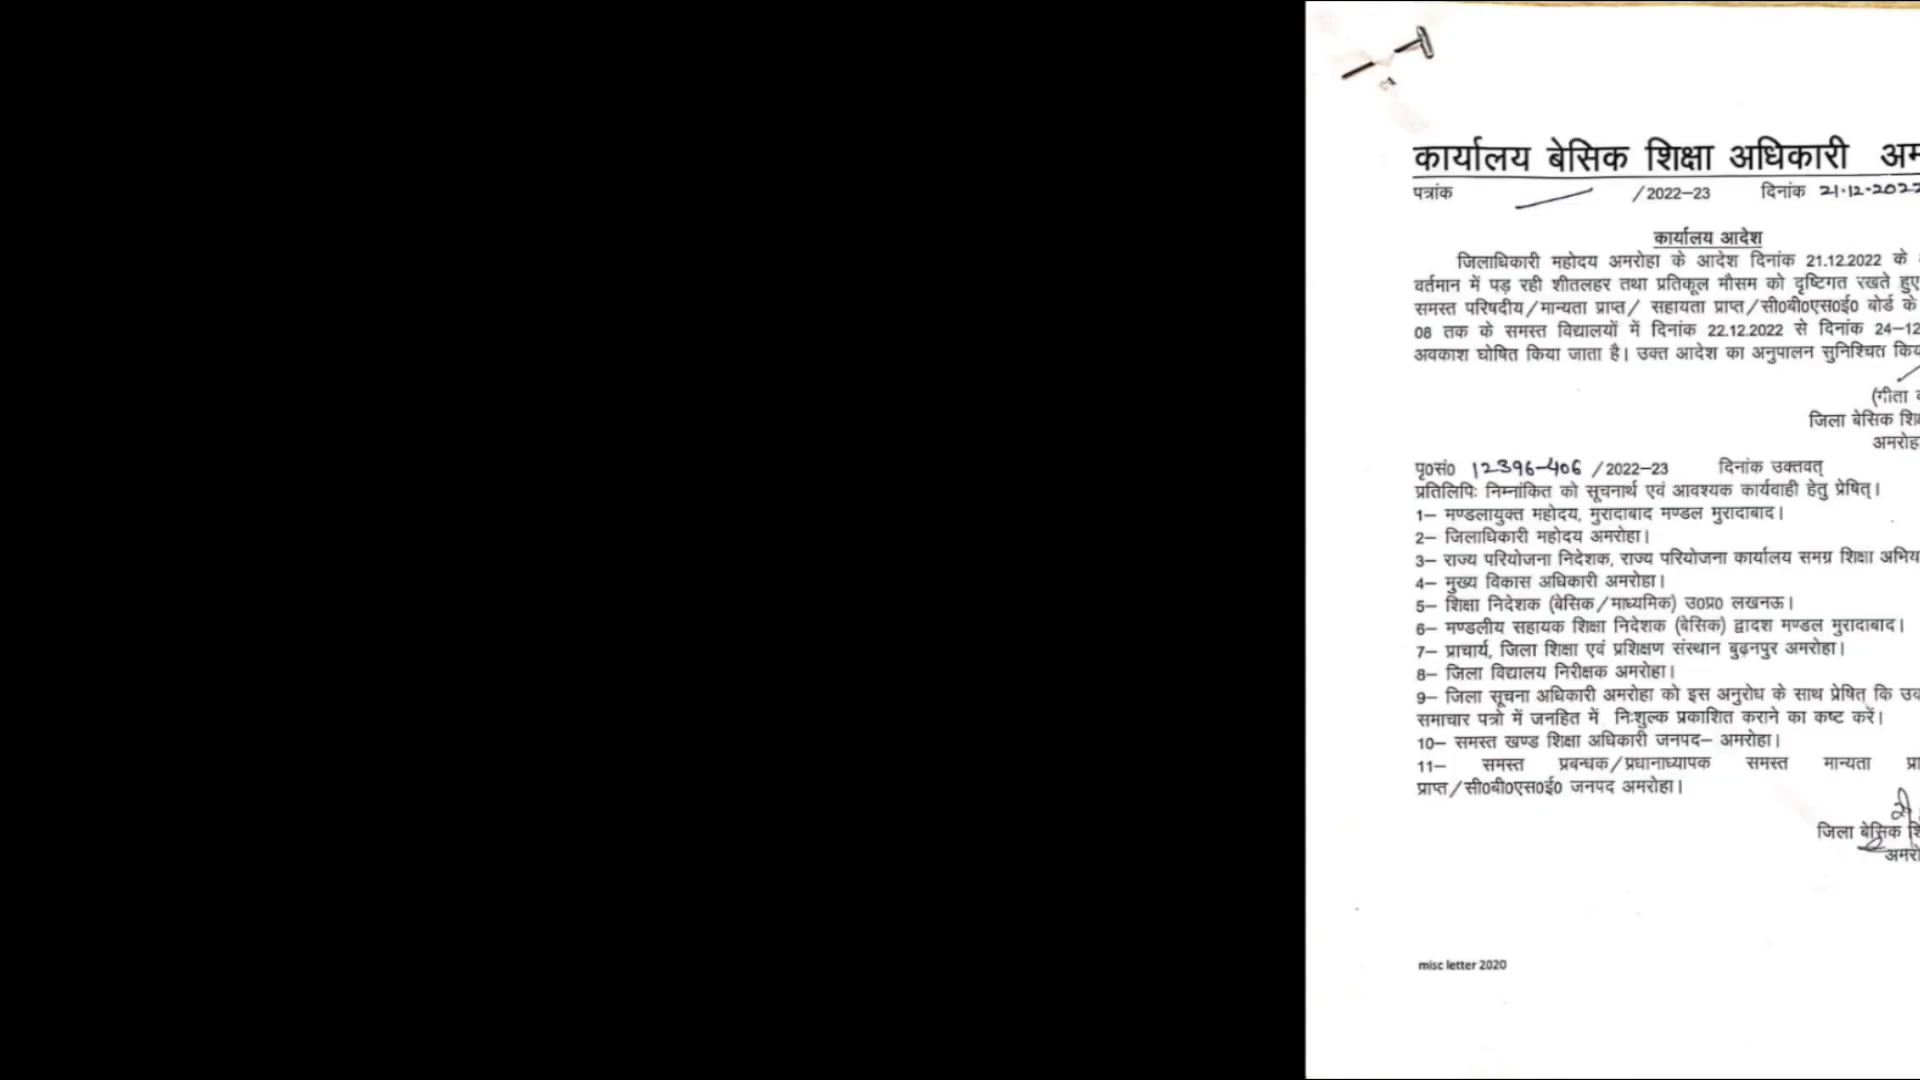 कार्यालय बेसिक शिक्षा अधिकारी
पत्रांक /2022–23 दिनांक 21.12.2022
कार्यालय आदेश
जिलाधिकारी महोदय अमरोहा के आदेश दिनांक 21.12.2022 के
वर्तमान में पड़ रही शीतलहर तथा प्रतिकूल मौसम को दृष्टिगत रखते हुए
समस्त परिषदीय/मान्यता प्राप्त/ सहायता प्राप्त/सी0बी0एस0ई0 बोर्ड के
08 तक के समस्त विद्यालयों में दिनांक 22.12.2022 से दिनांक 24–12
अवकाश घोषित किया जाता है। उक्त आदेश का अनुपालन सुनिश्चित
(गीता
जिला बेसिक
पृ0सं0 12396-406 /2022–23 दिनांक उक्तवत्
प्रतिलिपिः निम्नांकित को सूचनार्थ एवं आवश्यक कार्यवाही हेतु प्रेषित्।
1– मण्डलायुक्त महोदय, मुरादाबाद मण्डल मुरादाबाद।
2– जिलाधिकारी महोदय अमरोहा।
3– राज्य परियोजना निदेशक, राज्य परियोजना कार्यालय समग्र शिक्षा
4– मुख्य विकास अधिकारी अमरोहा।
5– शिक्षा निदेशक (बेसिक/माध्यमिक) उ0प्र0 लखनऊ।
6– मण्डलीय सहायक शिक्षा निदेशक (बेसिक) द्वादश मण्डल मुरादाबाद।
7– प्राचार्य, जिला शिक्षा एवं प्रशिक्षण संस्थान बुढ़नपुर अमरोहा।
8– जिला विद्यालय निरीक्षक अमरोहा।
9– जिला सूचना अधिकारी अमरोहा को इस अनुरोध के साथ प्रेषित् कि
समाचार पत्रो में जनहित में निःशुल्क प्रकाशित कराने का कष्ट करें।
10– समस्त खण्ड शिक्षा अधिकारी जनपद– अमरोहा।
11– समस्त प्रबन्धक/प्रधानाध्यापक समस्त मान्यता
प्राप्त/सी0बी0एस0ई0 जनपद अमरोहा।
जिला बेसिक
misc letter 2020